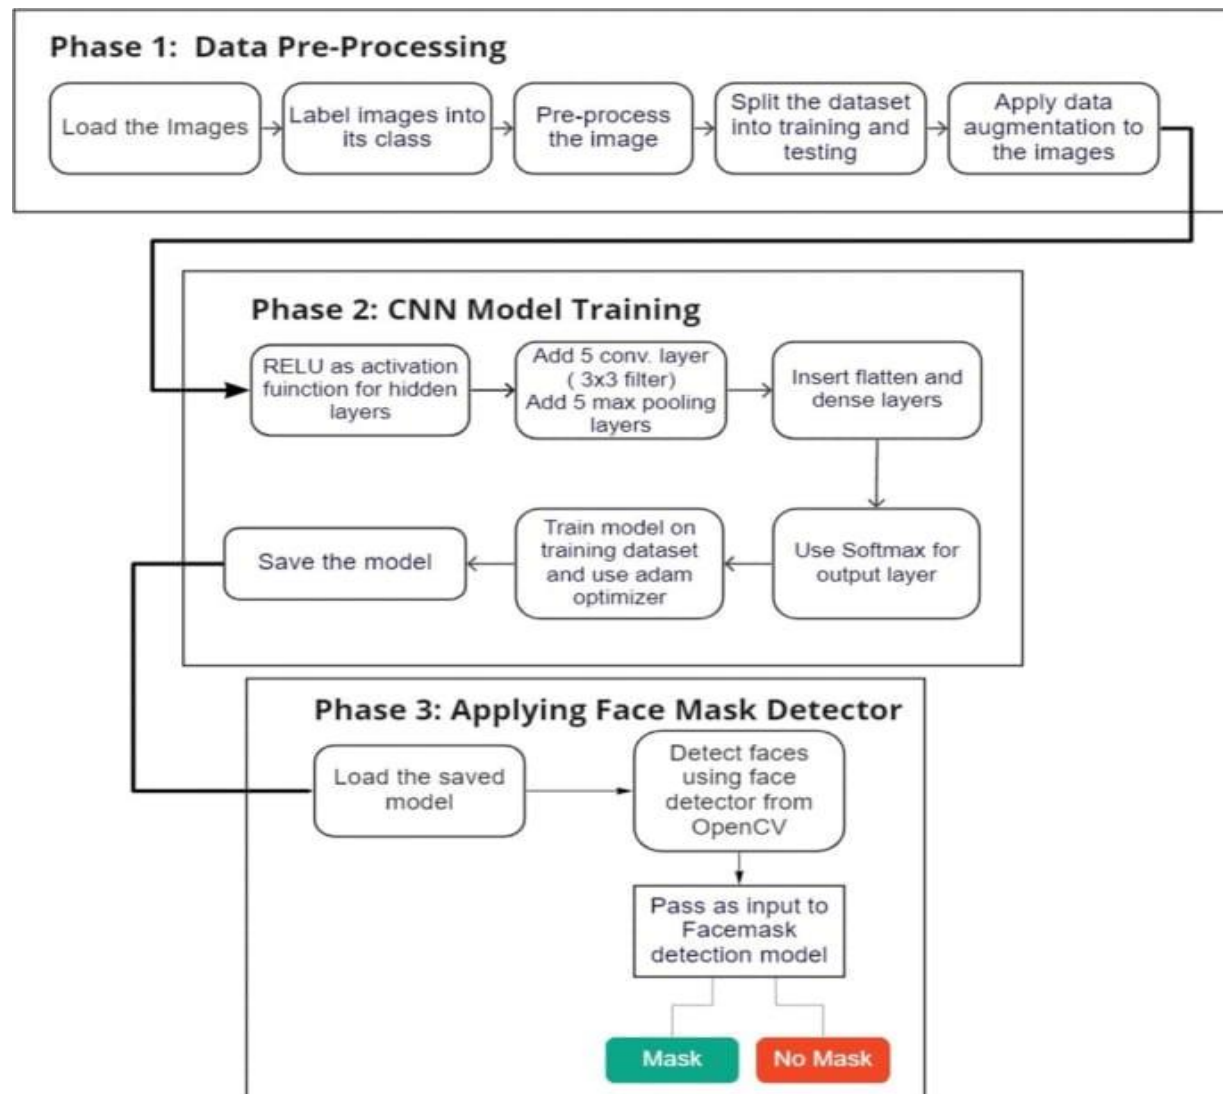 Phase 1: Data Pre-Processing
Load the Images
Label images into
its class
Pre-process
the image
Split the dataset
into training and
testing
Apply data
augmentation to
the images
Phase 2: CNN Model Training
RELU as activation
fuinction for hidden
layers
Add 5 conv. layer
( 3x3 filter)
Add 5 max pooling
layers
Insert flatten and
dense layers
Use Softmax for
output layer
Train model on
training dataset
and use adam
optimizer
Save the model
Phase 3: Applying Face Mask Detector
Load the saved
model
Detect faces
using face
detector from
OpenCV
Pass as input to
Facemask
detection model
Mask
No Mask